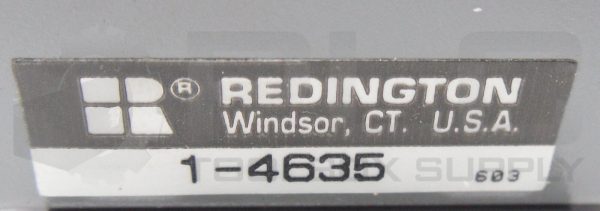 R® REDINGTON
Windsor, CT. U.S.A.
1-4635 603